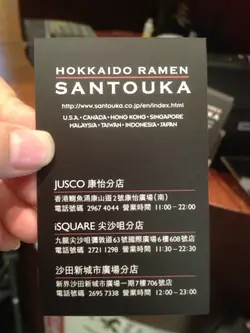 HOKKAIDO RAMEN
SANTOUKA
http://www.santouka.co.jp/en/index.html
U.S.A.・CANADA・HONG KONG・SINGAPORE
MALAYSIA・TAIWAN・INDONESIA・JAPAN
JUSCO 康怡分店
香港鰂魚涌康山道2號康怡廣場(南)
電話號碼 2967 4044 營業時間 11:00－22:00
iSQUARE 尖沙咀分店
九龍尖沙咀彌敦道63號國際廣場6樓608號店
電話號碼 2721 1298 營業時間 11:30－23:00
沙田新城市廣場分店
新界沙田新城市廣場一期7樓706號店
電話號碼 2695 7338 營業時間 12:00－23:00